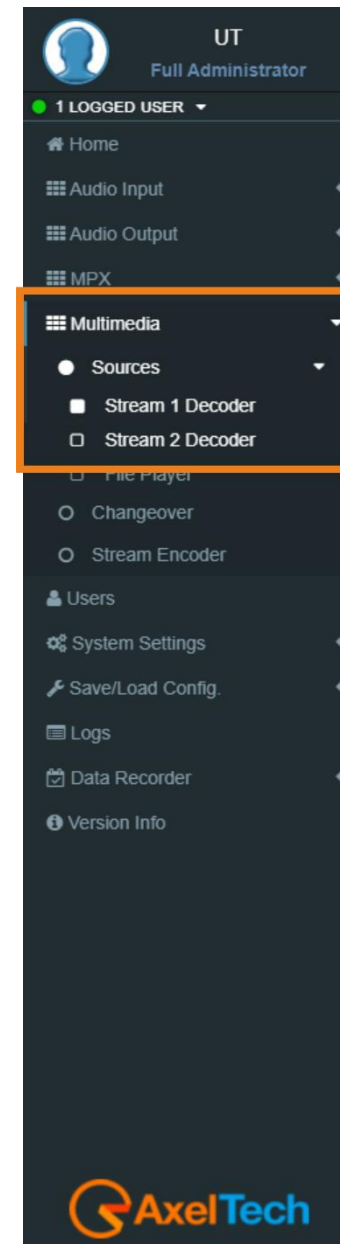 UT
Full Administrator
1 LOGGED USER
Home
Audio Input
Audio Output
MPX
Multimedia
Sources
Stream 1 Decoder
Stream 2 Decoder
File Player
Changeover
Stream Encoder
Users
System Settings
Save/Load Config.
Logs
Data Recorder
Version Info
AxelTech